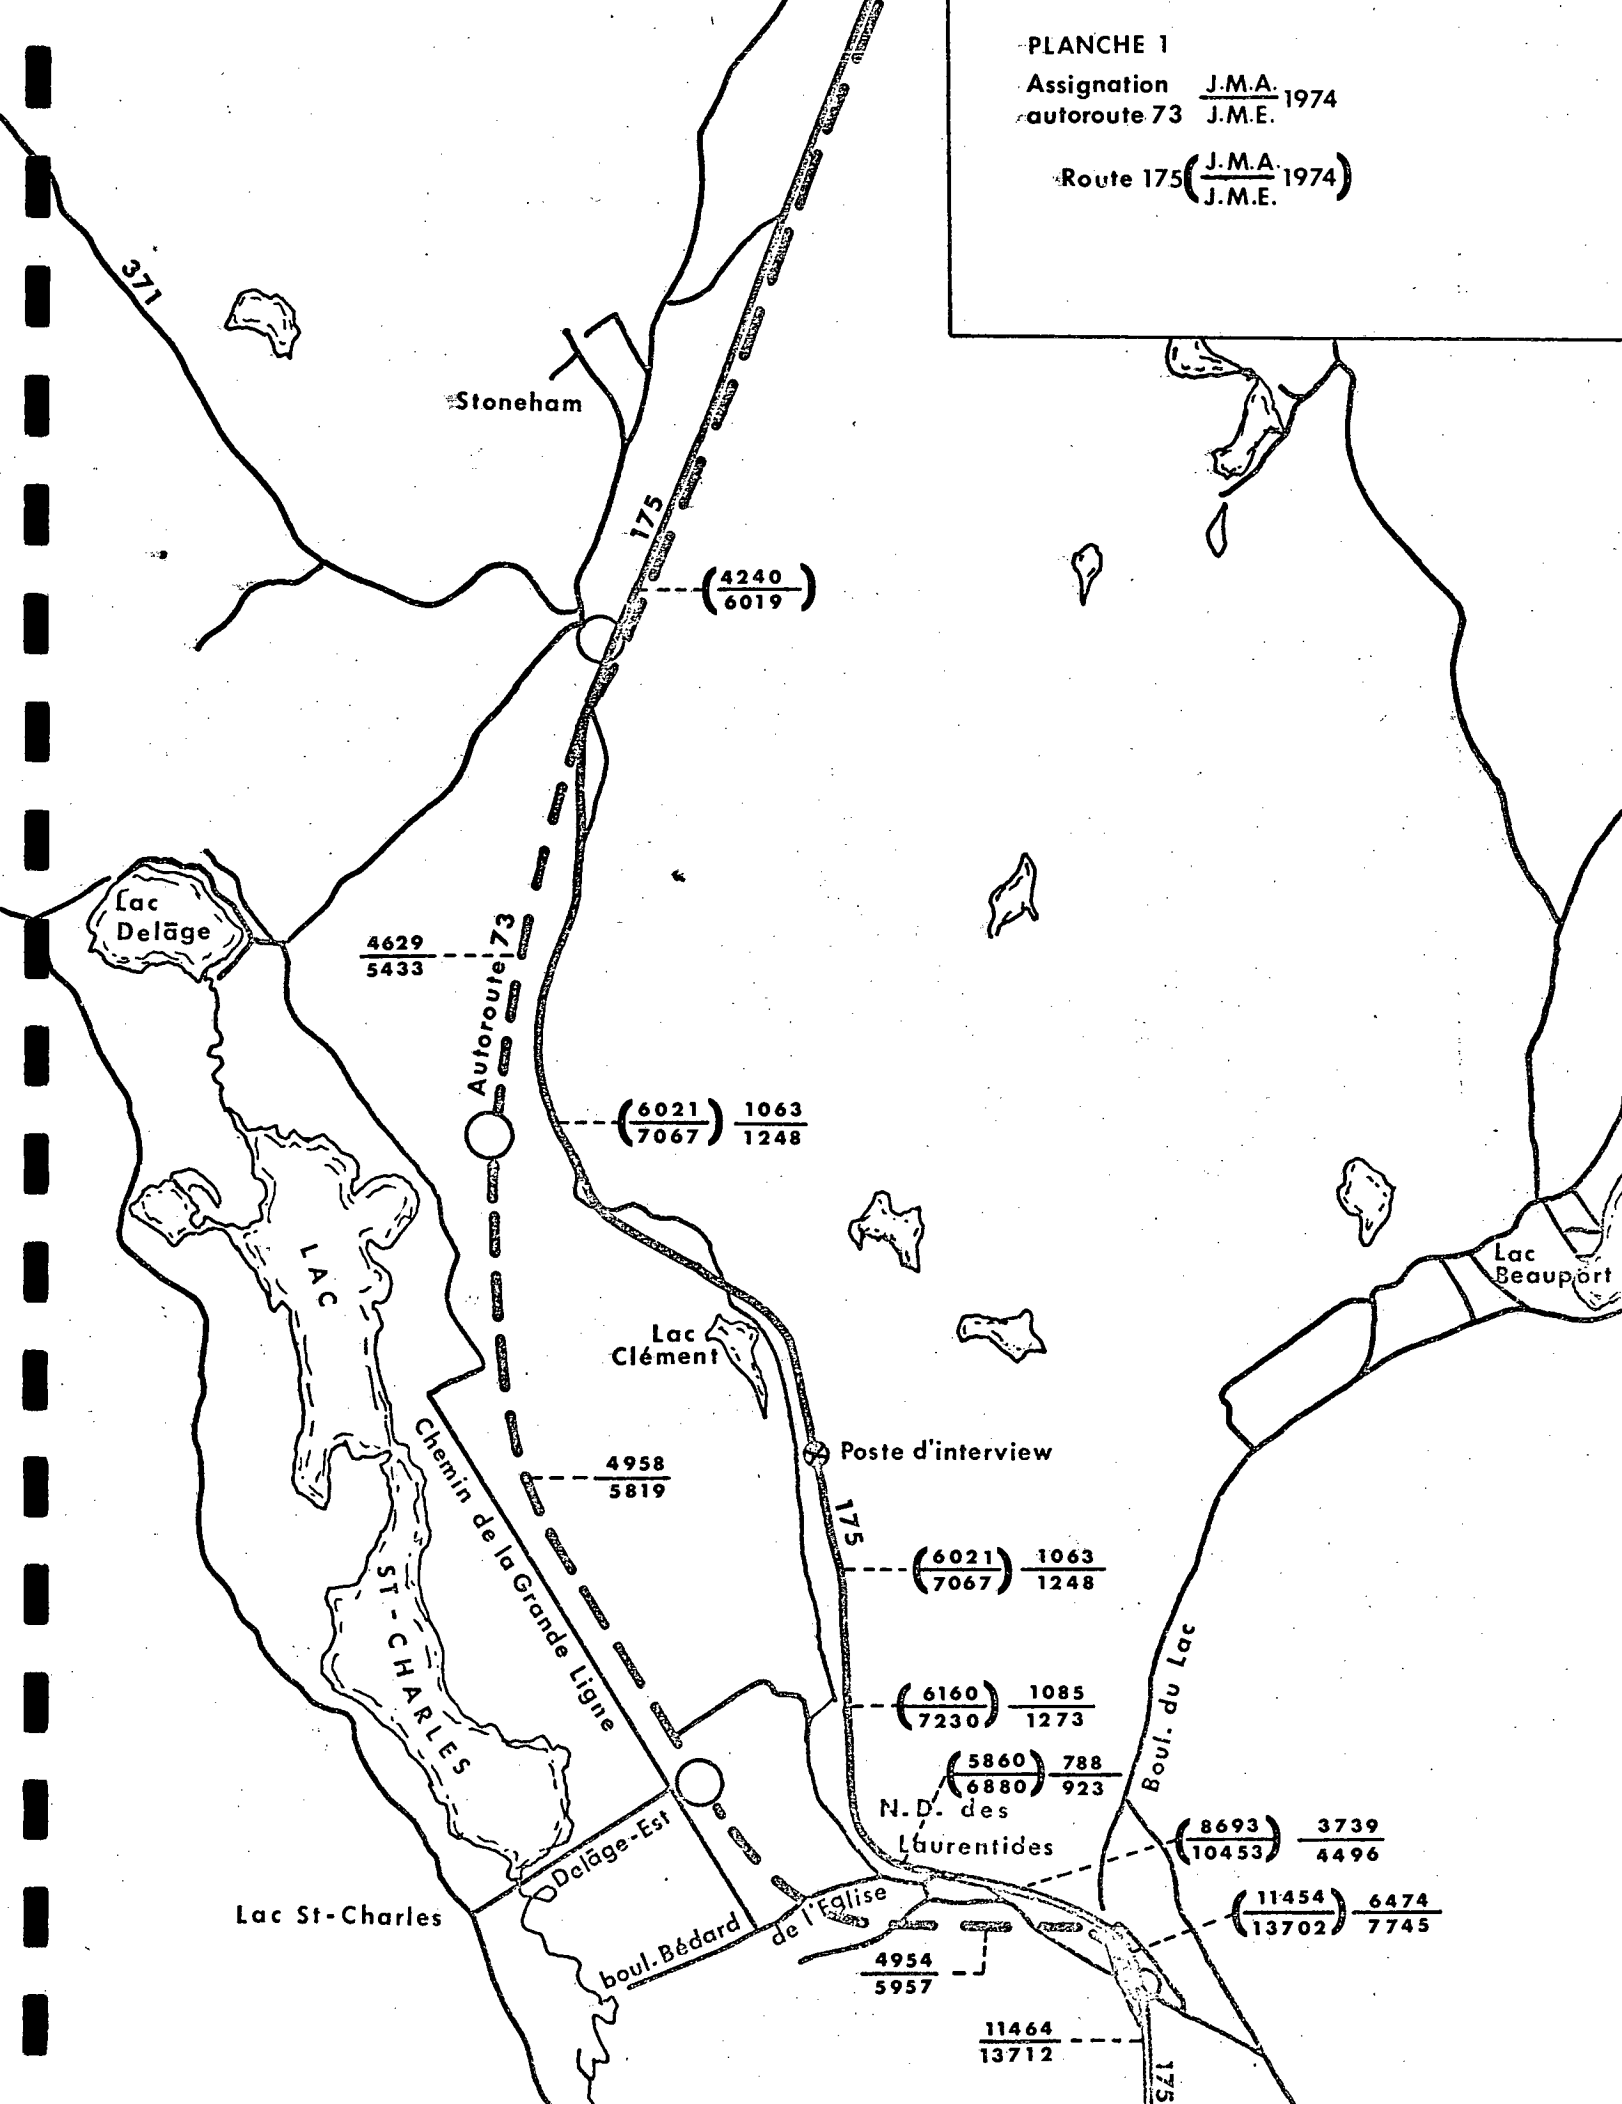 PLANCHE 1
Assignation J.M.A. 1974
autoroute 73 J.M.E.
Route 175 (J.M.A. 1974)
J.M.E.
371
Stoneham
175
(4240
6019)
Lac
Delāge
4629
5433
Autoroute 73
(6021 1063
7067) 1248
LAC
Lac
Beauport
Lac
Clément
Poste d'interview
Chemin de la Grande Ligne
4958
5819
175
(6021 1063
7067) 1248
ST-CHARLES
Boul. du Lac
(6160 1085
7230) 1273
(5860 788
6880) 923
N.D. des
Laurentides
(8693 3739
10453) 4496
Delāge-Est
Lac St-Charles
boul. Bédard
de l'Eglise
(11454 6474
13702) 7745
4954
5957
11464
13712
175